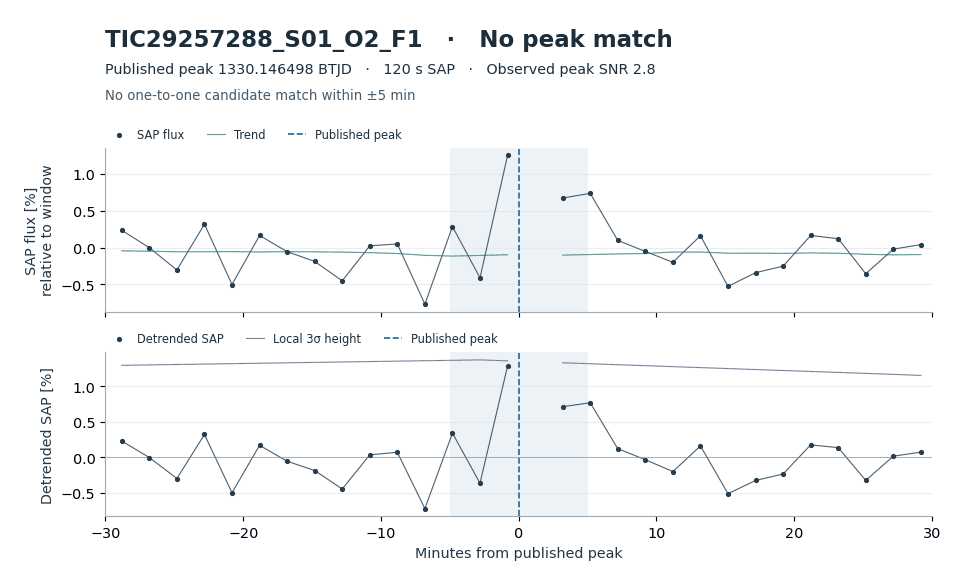 TIC29257288_S01_O2_F1 · No peak match
Published peak 1330.146498 BTJD · 120 s SAP · Observed peak SNR 2.8
No one-to-one candidate match within ±5 min
SAP flux Trend Published peak
SAP flux [%]
relative to window
1.0
0.5
0.0
−0.5
Detrended SAP Local 3σ height Published peak
Detrended SAP [%]
1.0
0.5
0.0
−0.5
−30 −20 −10 0 10 20 30
Minutes from published peak